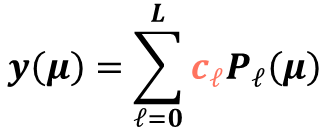 y(μ) = ∑_{ℓ=0}^{L} c_ℓ P_ℓ(μ)